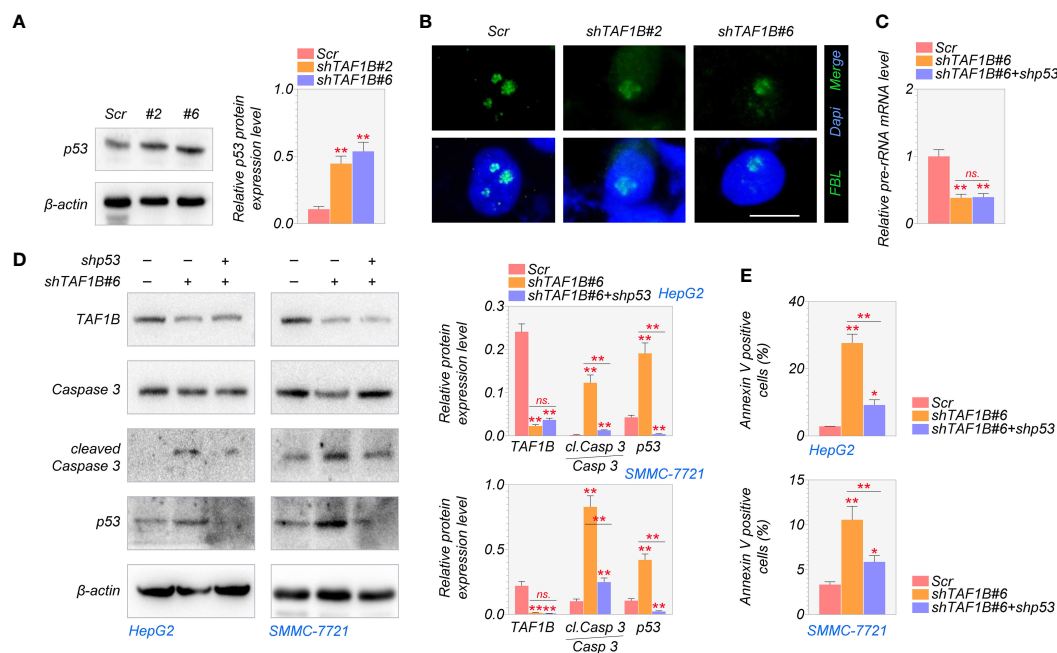 A
Scr #2 #6
p53
β-actin
Scr
shTAF1B#2
shTAF1B#6
Relative p53 protein
expression level
1.0
0.5
0.0
** **
B
Scr shTAF1B#2 shTAF1B#6
FBL Dapi Merge
C
Scr
shTAF1B#6
shTAF1B#6+shp53
Relative pre-rRNA mRNA level
2
1
0
ns.
** **
D
shp53 – – + – – +
shTAF1B#6 – + + – + +
TAF1B
Caspase 3
cleaved
Caspase 3
p53
β-actin
HepG2 SMMC-7721
Scr
shTAF1B#6
shTAF1B#6+shp53
HepG2
Relative protein
expression level
0.3
0.2
0.1
0.0
ns.
** **
**
**
**
**
**
**
TAF1B cl.Casp 3 p53
Casp 3
SMMC-7721
Relative protein
expression level
1.0
0.5
0.0
ns.
** **
**
**
**
**
**
**
TAF1B cl.Casp 3 p53
Casp 3
E
Annexin V positive
cells (%)
40
20
0
**
**
*
HepG2
Scr
shTAF1B#6
shTAF1B#6+shp53
Annexin V positive
cells (%)
15
10
5
0
**
**
*
SMMC-7721
Scr
shTAF1B#6
shTAF1B#6+shp53